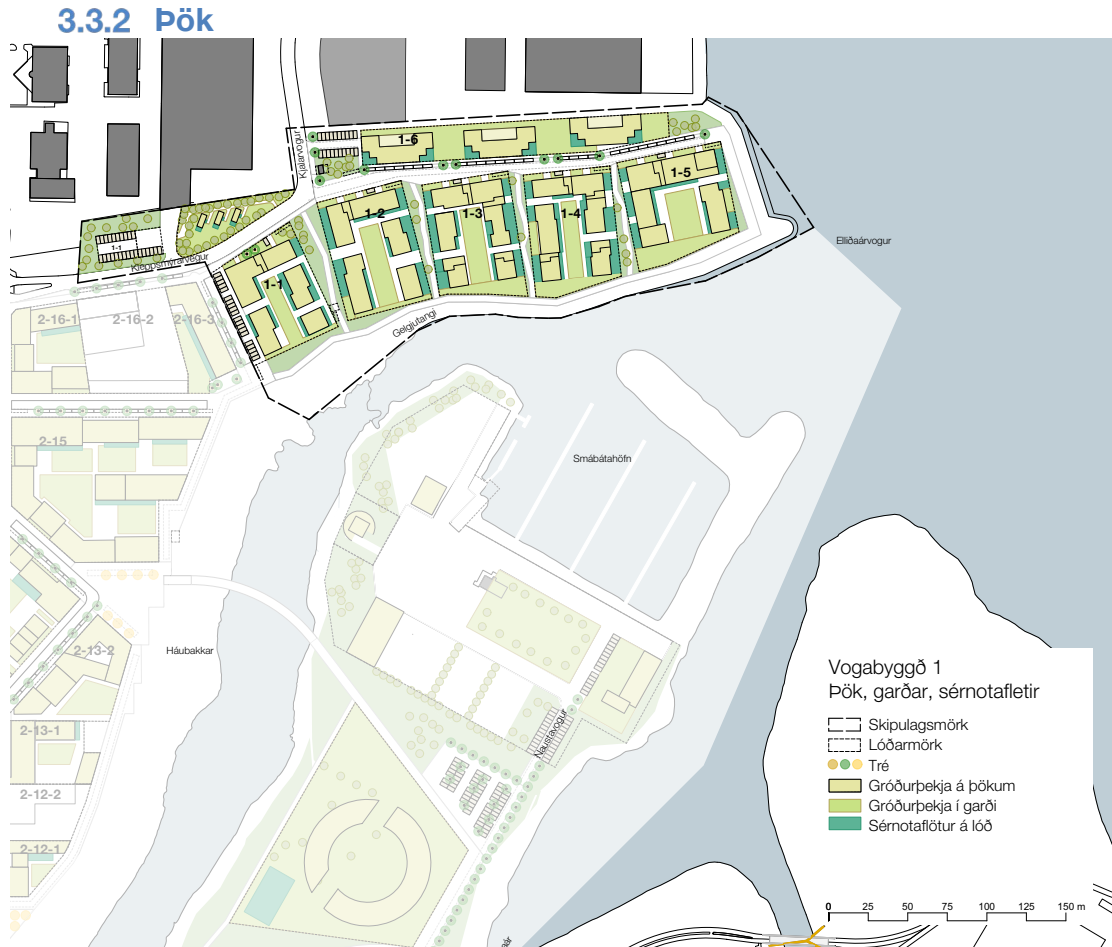 3.3.2 Þök
Kjalarvogur
1-6
1-5
1-2
1-3
1-4
1-1
Kleppsmýrarvegur
1-1
Elliðaárvogur
Gelgjutangi
2-16-1
2-16-2
2-16-3
2-15
Smábátahöfn
Háubakkar
2-13-2
2-13-1
2-12-2
2-12-1
Naustavogur
Vogabyggð 1
Þök, garðar, sérnotafletir
Skipulagsmörk
Lóðarmörk
Tré
Gróðurþekja á þökum
Gróðurþekja í garði
Sérnotaflötur á lóð
0 25 50 75 100 125 150 m